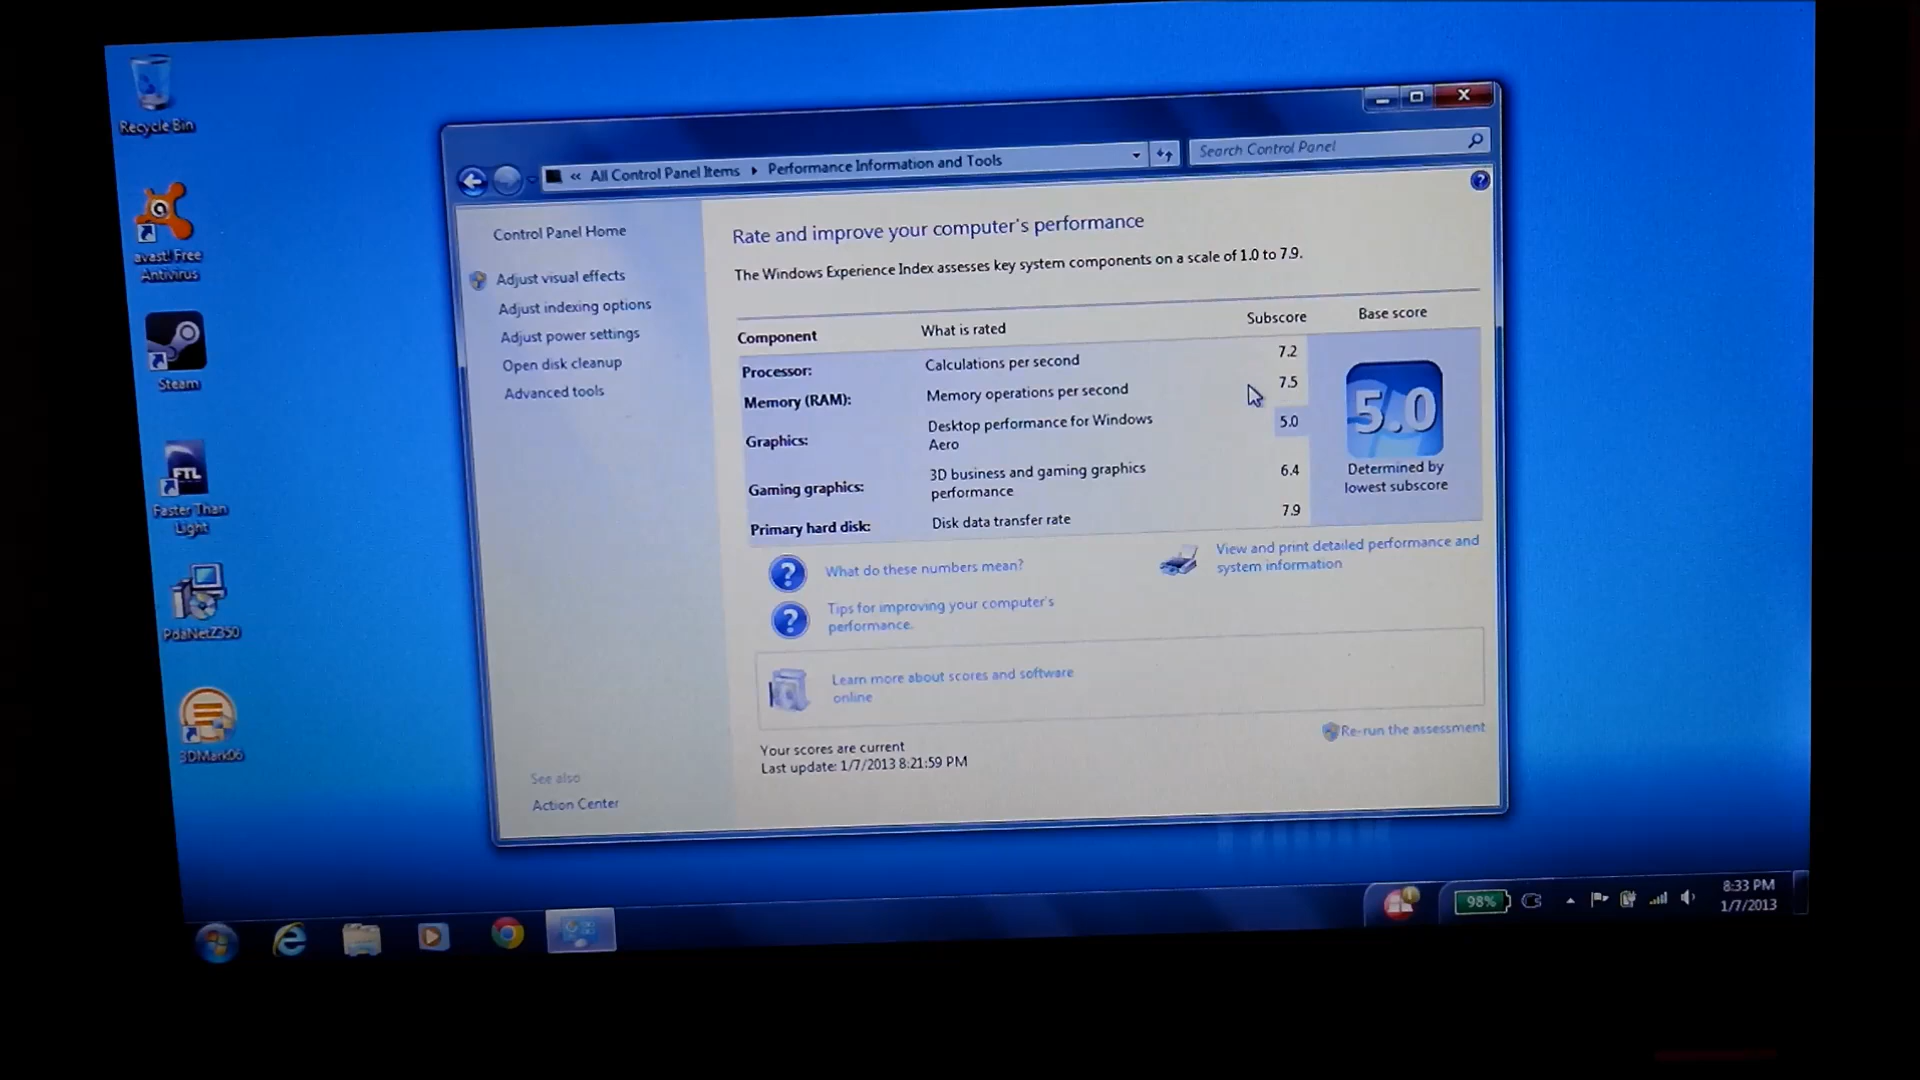 Recycle Bin
avast! Free
Antivirus
Steam
FTL
Faster Than
Light
PdaNetZ350
3DMark06
« All Control Panel Items ▸ Performance Information and Tools
Search Control Panel
Control Panel Home
Adjust visual effects
Adjust indexing options
Adjust power settings
Open disk cleanup
Advanced tools
See also
Action Center
Rate and improve your computer's performance
The Windows Experience Index assesses key system components on a scale of 1.0 to 7.9.
Component What is rated Subscore Base score
Processor: Calculations per second 7.2
Memory (RAM): Memory operations per second 7.5
Graphics: Desktop performance for Windows
Aero 5.0
Gaming graphics: 3D business and gaming graphics
performance 6.4
Primary hard disk: Disk data transfer rate 7.9
5.0
Determined by
lowest subscore
What do these numbers mean?
Tips for improving your computer's
performance.
View and print detailed performance and
system information
Learn more about scores and software
online
Your scores are current
Last update: 1/7/2013 8:21:59 PM
Re-run the assessment
98%
8:33 PM
1/7/2013